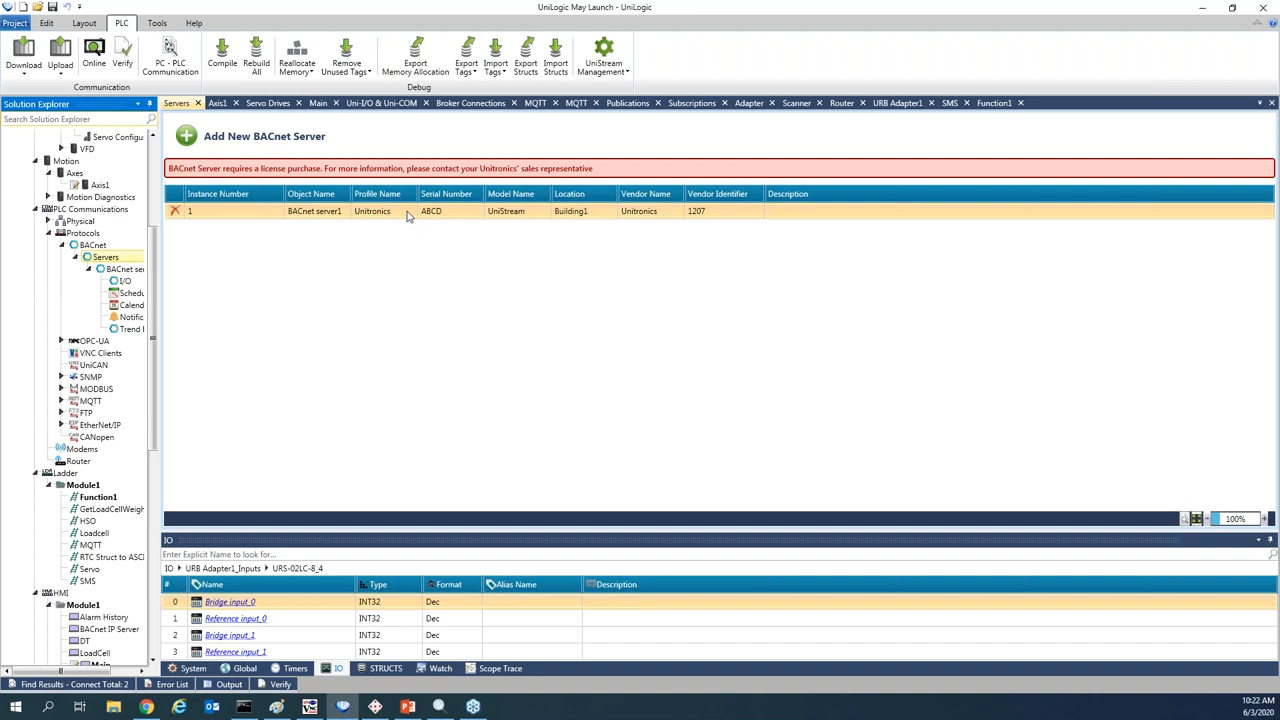 UniLogic May Launch - UniLogic
Project Edit Layout PLC Tools Help
Download Upload Online Verify PC - PLC Communication Compile Rebuild All Reallocate Memory Remove Unused Tags Export Memory Allocation Export Tags Import Tags Export Structs Import Structs UniStream Management
Communication Debug
Solution Explorer
Servers Axis1 Servo Drives Main Uni-I/O & Uni-COM Broker Connections MQTT MQTT Publications Subscriptions Adapter Scanner Router URB Adapter1 SMS Function1
Search Solution Explorer
Servo Configu
VFD
Motion
Axes
Axis1
Motion Diagnostics
PLC Communications
Physical
Protocols
BACnet
Servers
BACnet ser
I/O
Schedu
Calend
Notific
Trend
OPC-UA
VNC Clients
UniCAN
SNMP
MODBUS
MQTT
FTP
EtherNet/IP
CANopen
Modems
Router
Ladder
Module1
Function1
GetLoadCellWeigh
HSO
Loadcell
MQTT
RTC Struct to ASC
Servo
SMS
HMI
Module1
Alarm History
BACnet IP Server
DT
LoadCell
Main
Add New BACnet Server
BACnet Server requires a license purchase. For more information, please contact your Unitronics' sales representative
Instance Number Object Name Profile Name Serial Number Model Name Location Vendor Name Vendor Identifier Description
1 BACnet server1 Unitronics ABCD UniStream Building1 Unitronics 1207
100%
IO
Enter Explicit Name to look for...
IO URB Adapter1_Inputs URS-02LC-8_4
# Name Type Format Alias Name Description
0 Bridge input_0 INT32 Dec
1 Reference input_0 INT32 Dec
2 Bridge input_1 INT32 Dec
3 Reference input_1 INT32 Dec
System Global Timers IO STRUCTS Watch Scope Trace
Find Results - Connect Total: 2 Error List Output Verify
10:22 AM
6/3/2020